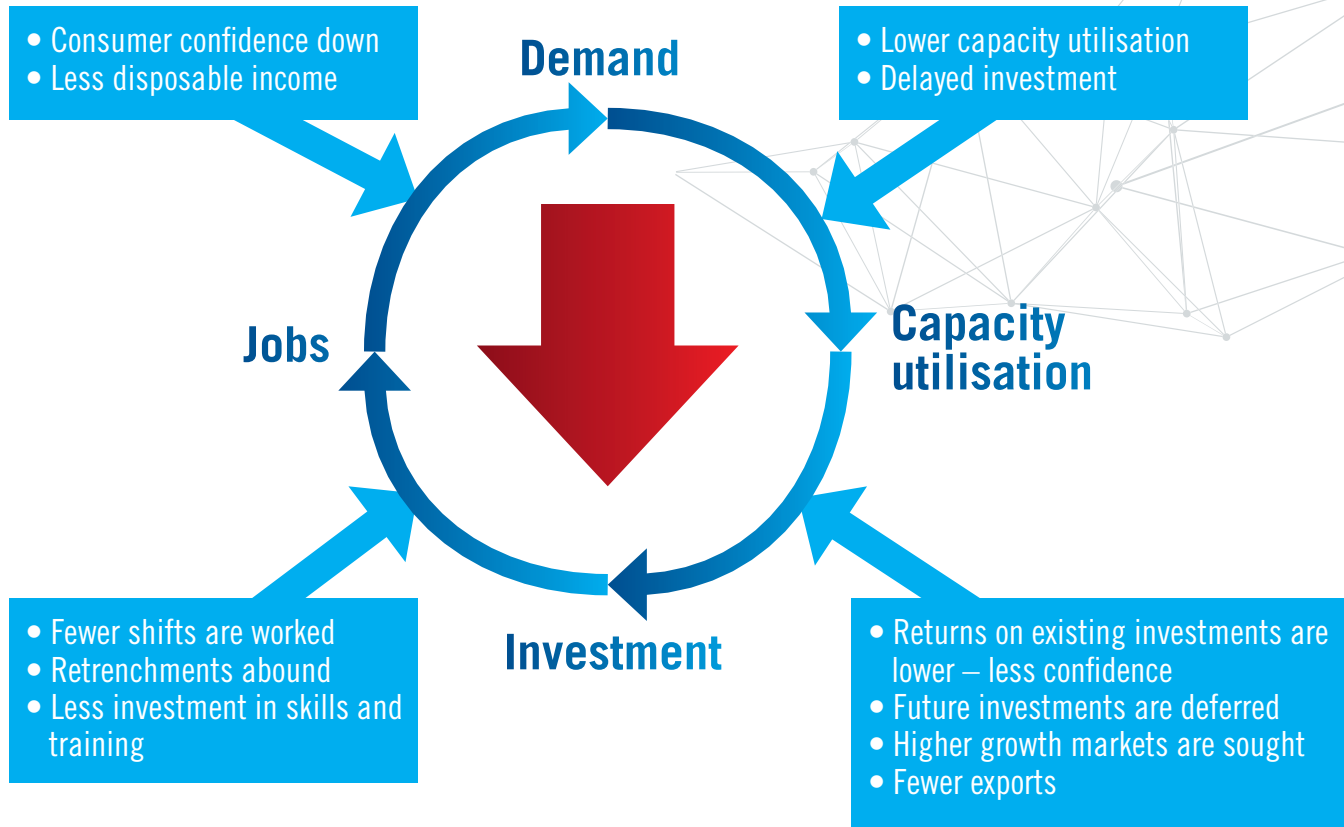 • Consumer confidence down
• Less disposable income
Demand
• Lower capacity utilisation
• Delayed investment
Jobs
Capacity
utilisation
Investment
• Fewer shifts are worked
• Retrenchments abound
• Less investment in skills and
training
• Returns on existing investments are
lower – less confidence
• Future investments are deferred
• Higher growth markets are sought
• Fewer exports